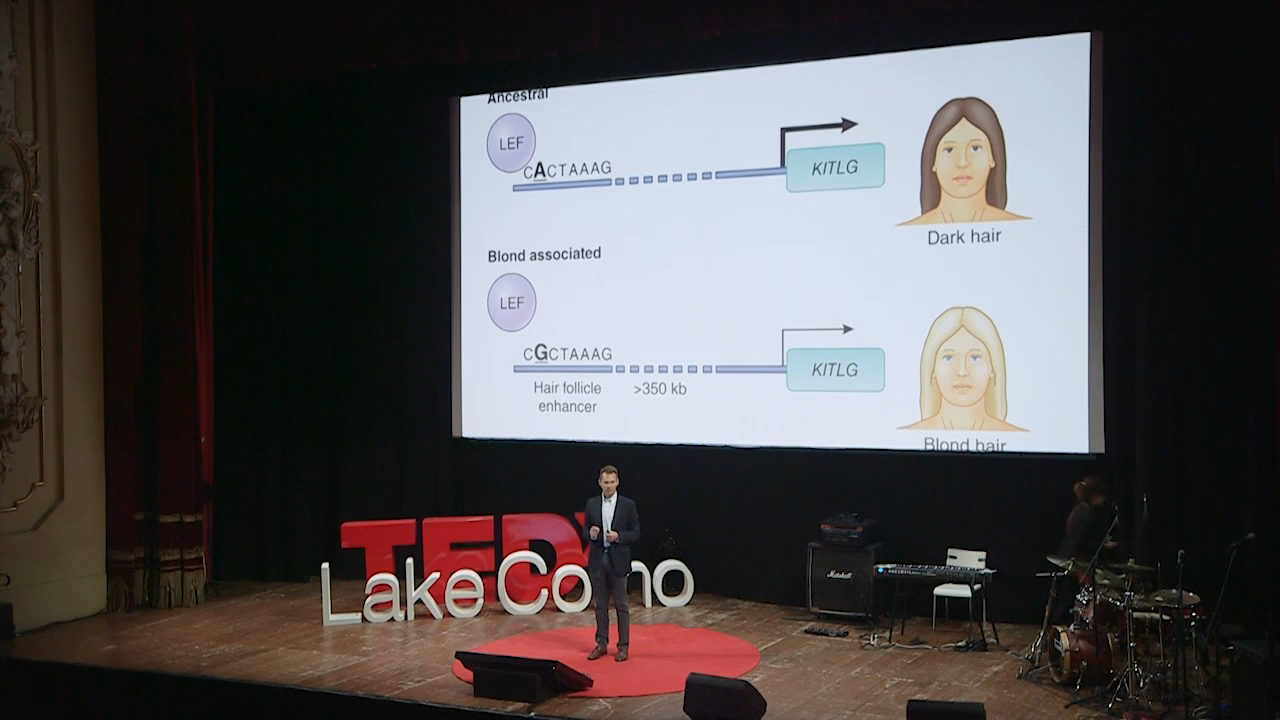 Ancestral
LEF
CACTAAAG
KITLG
Dark hair
Blond associated
LEF
CGCTAAAG
KITLG
Hair follicle
enhancer
>350 kb
Blond hair
TEDx
Lake Como
Marshall